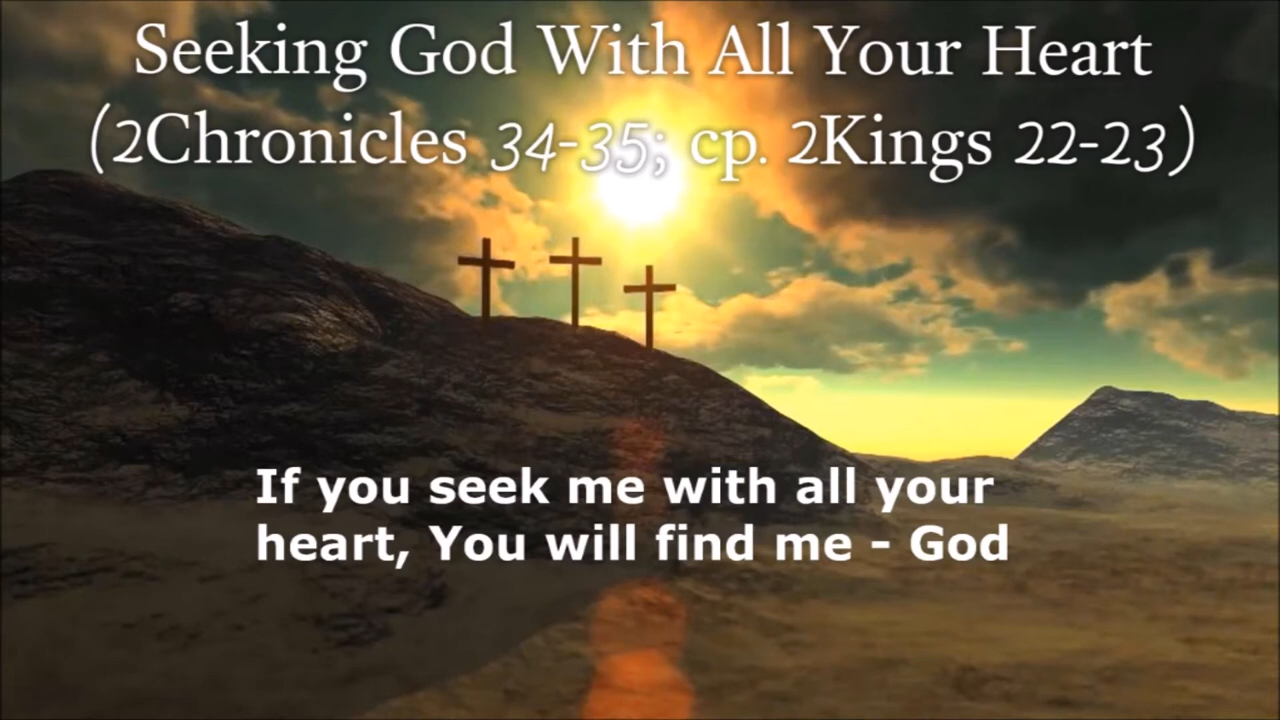 Seeking God With All Your Heart
(2Chronicles 34-35; cp. 2Kings 22-23)
If you seek me with all your
heart, You will find me - God